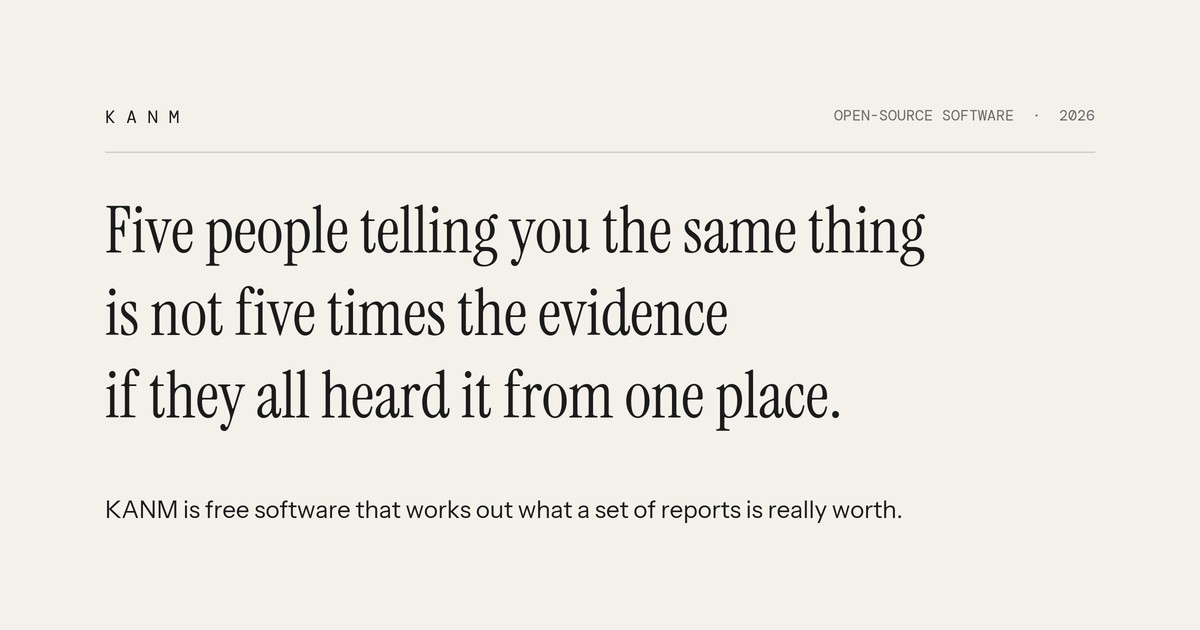 KANM
OPEN-SOURCE SOFTWARE · 2026
Five people telling you the same thing
is not five times the evidence
if they all heard it from one place.
KANM is free software that works out what a set of reports is really worth.